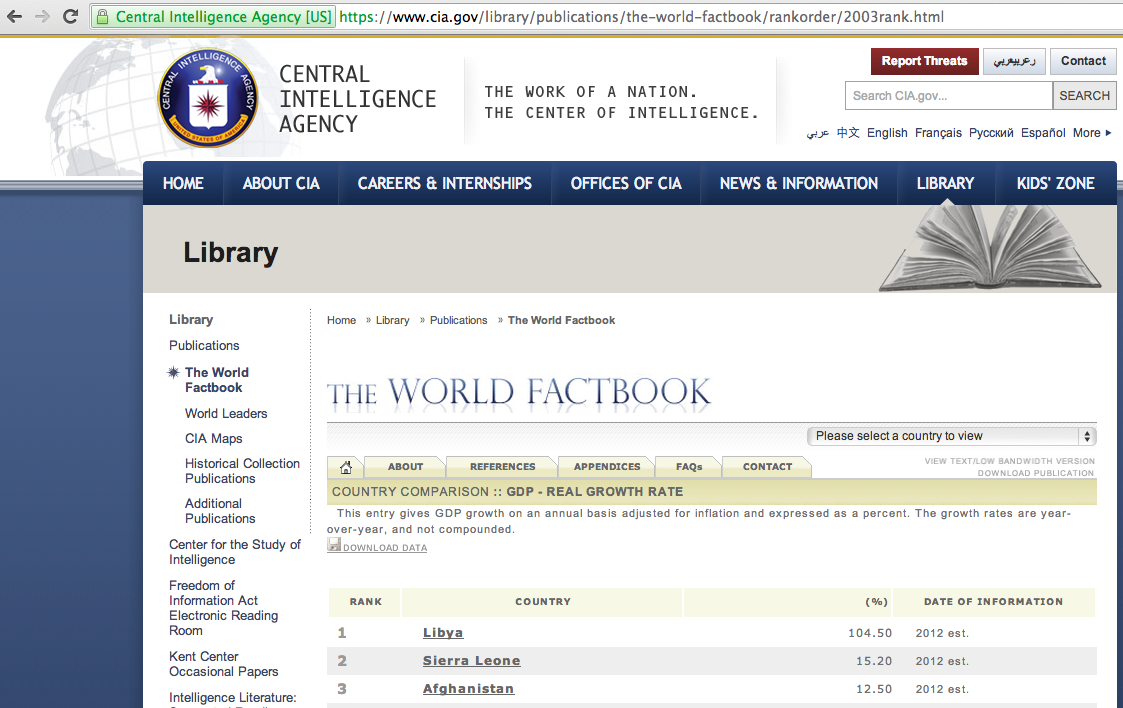 Central Intelligence Agency [US] https://www.cia.gov/library/publications/the-world-factbook/rankorder/2003rank.html
CENTRAL
INTELLIGENCE
AGENCY
THE WORK OF A NATION.
THE CENTER OF INTELLIGENCE.
Report Threats
Contact
Search CIA.gov...
SEARCH
عربي 中文 English Français Русский Español More
CENTRAL INTELLIGENCE AGENCY
UNITED STATES OF AMERICA
HOME
ABOUT CIA
CAREERS & INTERNSHIPS
OFFICES OF CIA
NEWS & INFORMATION
LIBRARY
KIDS' ZONE
Library
Library
Publications
The World
Factbook
World Leaders
CIA Maps
Historical Collection
Publications
Additional
Publications
Center for the Study of
Intelligence
Freedom of
Information Act
Electronic Reading
Room
Kent Center
Occasional Papers
Intelligence Literature:
Home » Library » Publications » The World Factbook
THE WORLD FACTBOOK
Please select a country to view
ABOUT
REFERENCES
APPENDICES
FAQs
CONTACT
VIEW TEXT/LOW BANDWIDTH VERSION
DOWNLOAD PUBLICATION
COUNTRY COMPARISON :: GDP - REAL GROWTH RATE
This entry gives GDP growth on an annual basis adjusted for inflation and expressed as a percent. The growth rates are year-
over-year, and not compounded.
DOWNLOAD DATA
RANK COUNTRY (%) DATE OF INFORMATION
1 Libya 104.50 2012 est.
2 Sierra Leone 15.20 2012 est.
3 Afghanistan 12.50 2012 est.